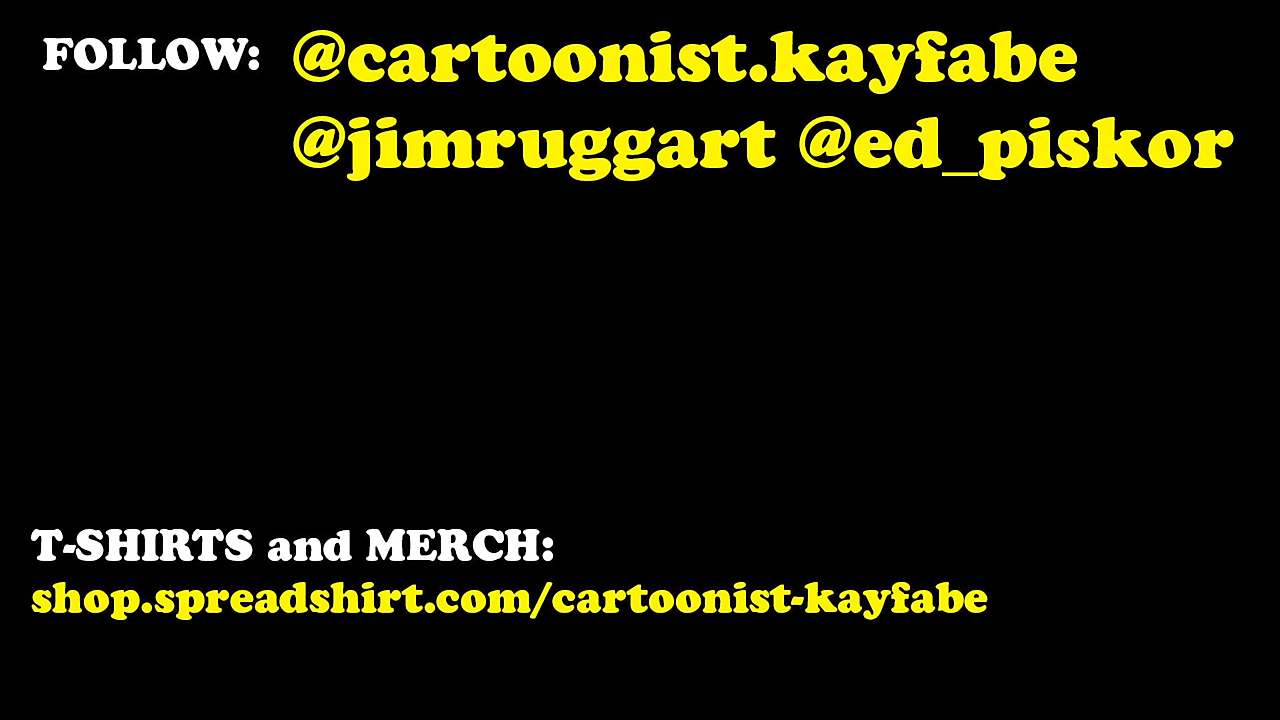 FOLLOW: @cartoonist.kayfabe
@jimruggart @ed_piskor
T-SHIRTS and MERCH:
shop.spreadshirt.com/cartoonist-kayfabe